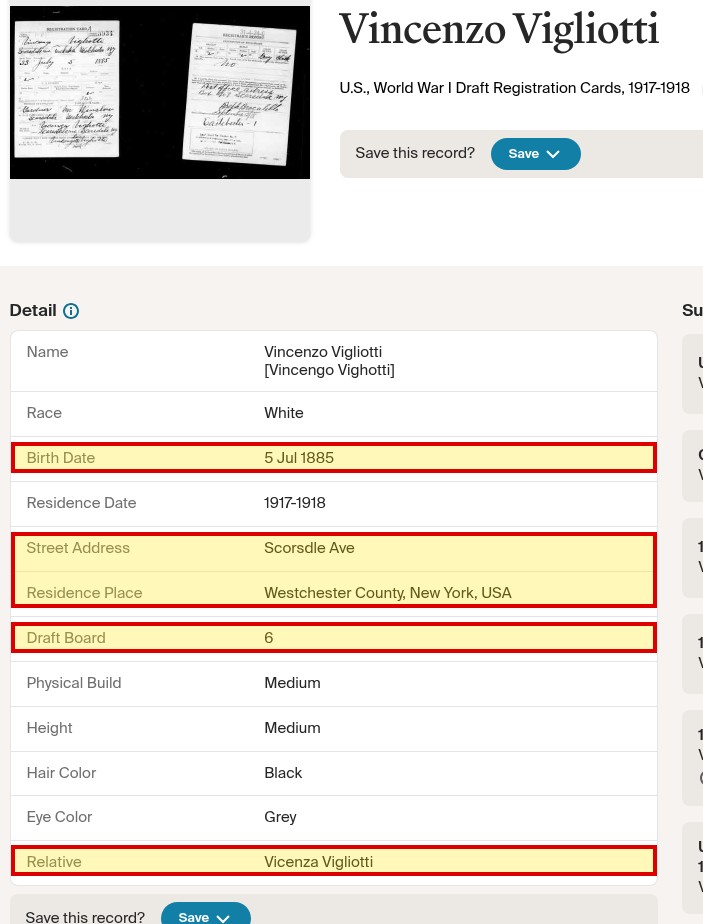 Vincenzo Vigliotti
U.S., World War I Draft Registration Cards, 1917-1918
Save this record? Save
Detail
Su
Name Vincenzo Vigliotti
[Vincengo Vighotti]
Race White
Birth Date 5 Jul 1885
Residence Date 1917-1918
Street Address Scorsdle Ave
Residence Place Westchester County, New York, USA
Draft Board 6
Physical Build Medium
Height Medium
Hair Color Black
Eye Color Grey
Relative Vicenza Vigliotti
Save this record? Save